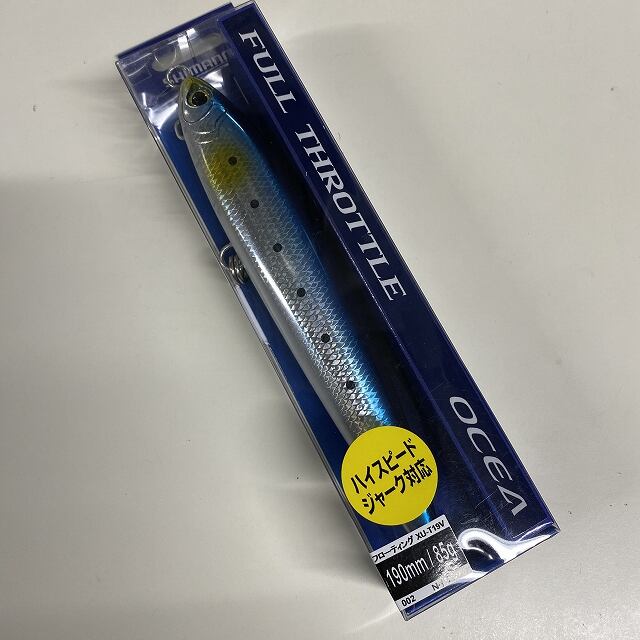 SHIMANO
FULL THROTTLE
OCEA
ハイスピード
ジャーク対応
フローティング XU-T19V
190mm / 85g
002